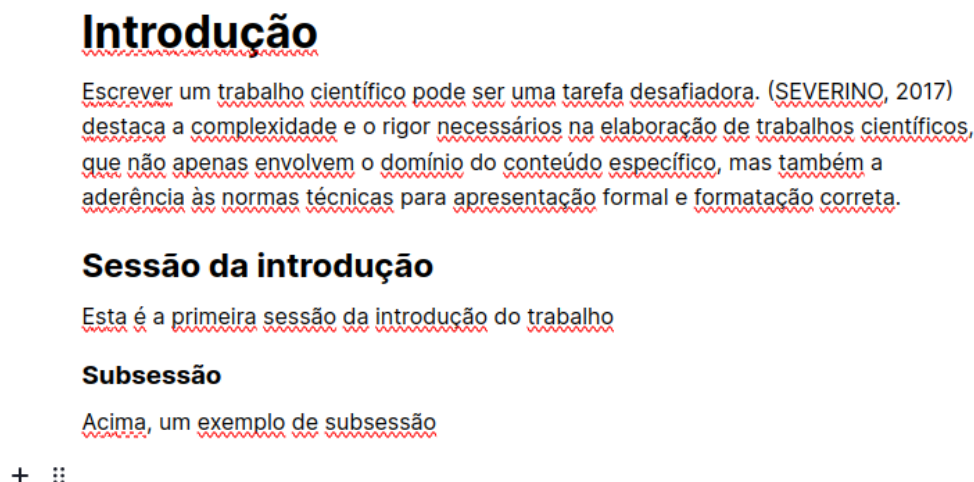 Introdução
Escrever um trabalho científico pode ser uma tarefa desafiadora. (SEVERINO, 2017)
destaca a complexidade e o rigor necessários na elaboração de trabalhos científicos,
que não apenas envolvem o domínio do conteúdo específico, mas também a
aderência às normas técnicas para apresentação formal e formatação correta.
Sessão da introdução
Esta é a primeira sessão da introdução do trabalho
Subsessão
Acima, um exemplo de subsessão